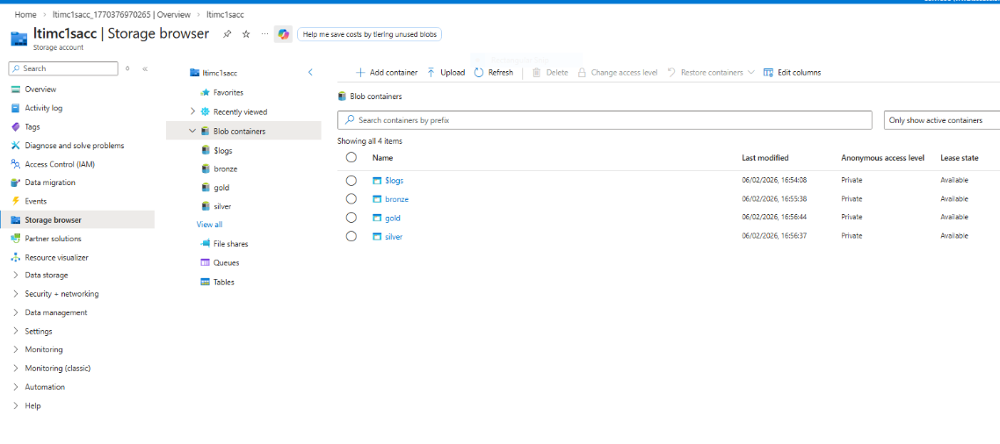 Home > ltimc1sacc_1770376970265 | Overview > ltimc1sacc
ltimc1sacc | Storage browser
Storage account
Help me save costs by tiering unused blobs
Search
Overview
Activity log
Tags
Diagnose and solve problems
Access Control (IAM)
Data migration
Events
Storage browser
Partner solutions
Resource visualizer
Data storage
Security + networking
Data management
Settings
Monitoring
Monitoring (classic)
Automation
Help
ltimc1sacc
Favorites
Recently viewed
Blob containers
$logs
bronze
gold
silver
View all
File shares
Queues
Tables
Add container Upload Refresh Delete Change access level Restore containers Edit columns
Blob containers
Search containers by prefix Only show active containers
Showing all 4 items
Name Last modified Anonymous access level Lease state
$logs 06/02/2026, 16:54:08 Private Available
bronze 06/02/2026, 16:55:38 Private Available
gold 06/02/2026, 16:56:44 Private Available
silver 06/02/2026, 16:56:37 Private Available